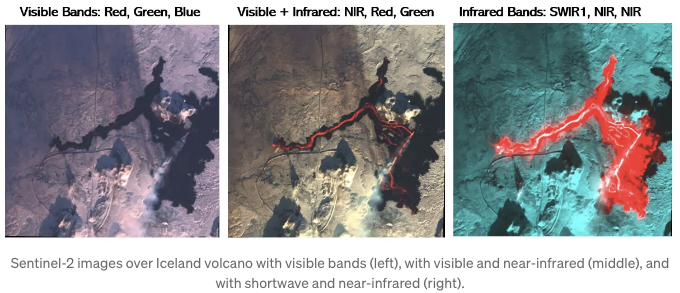 Visible Bands: Red, Green, Blue
Visible + Infrared: NIR, Red, Green
Infrared Bands: SWIR1, NIR, NIR
Sentinel-2 images over Iceland volcano with visible bands (left), with visible and near-infrared (middle), and
with shortwave and near-infrared (right).